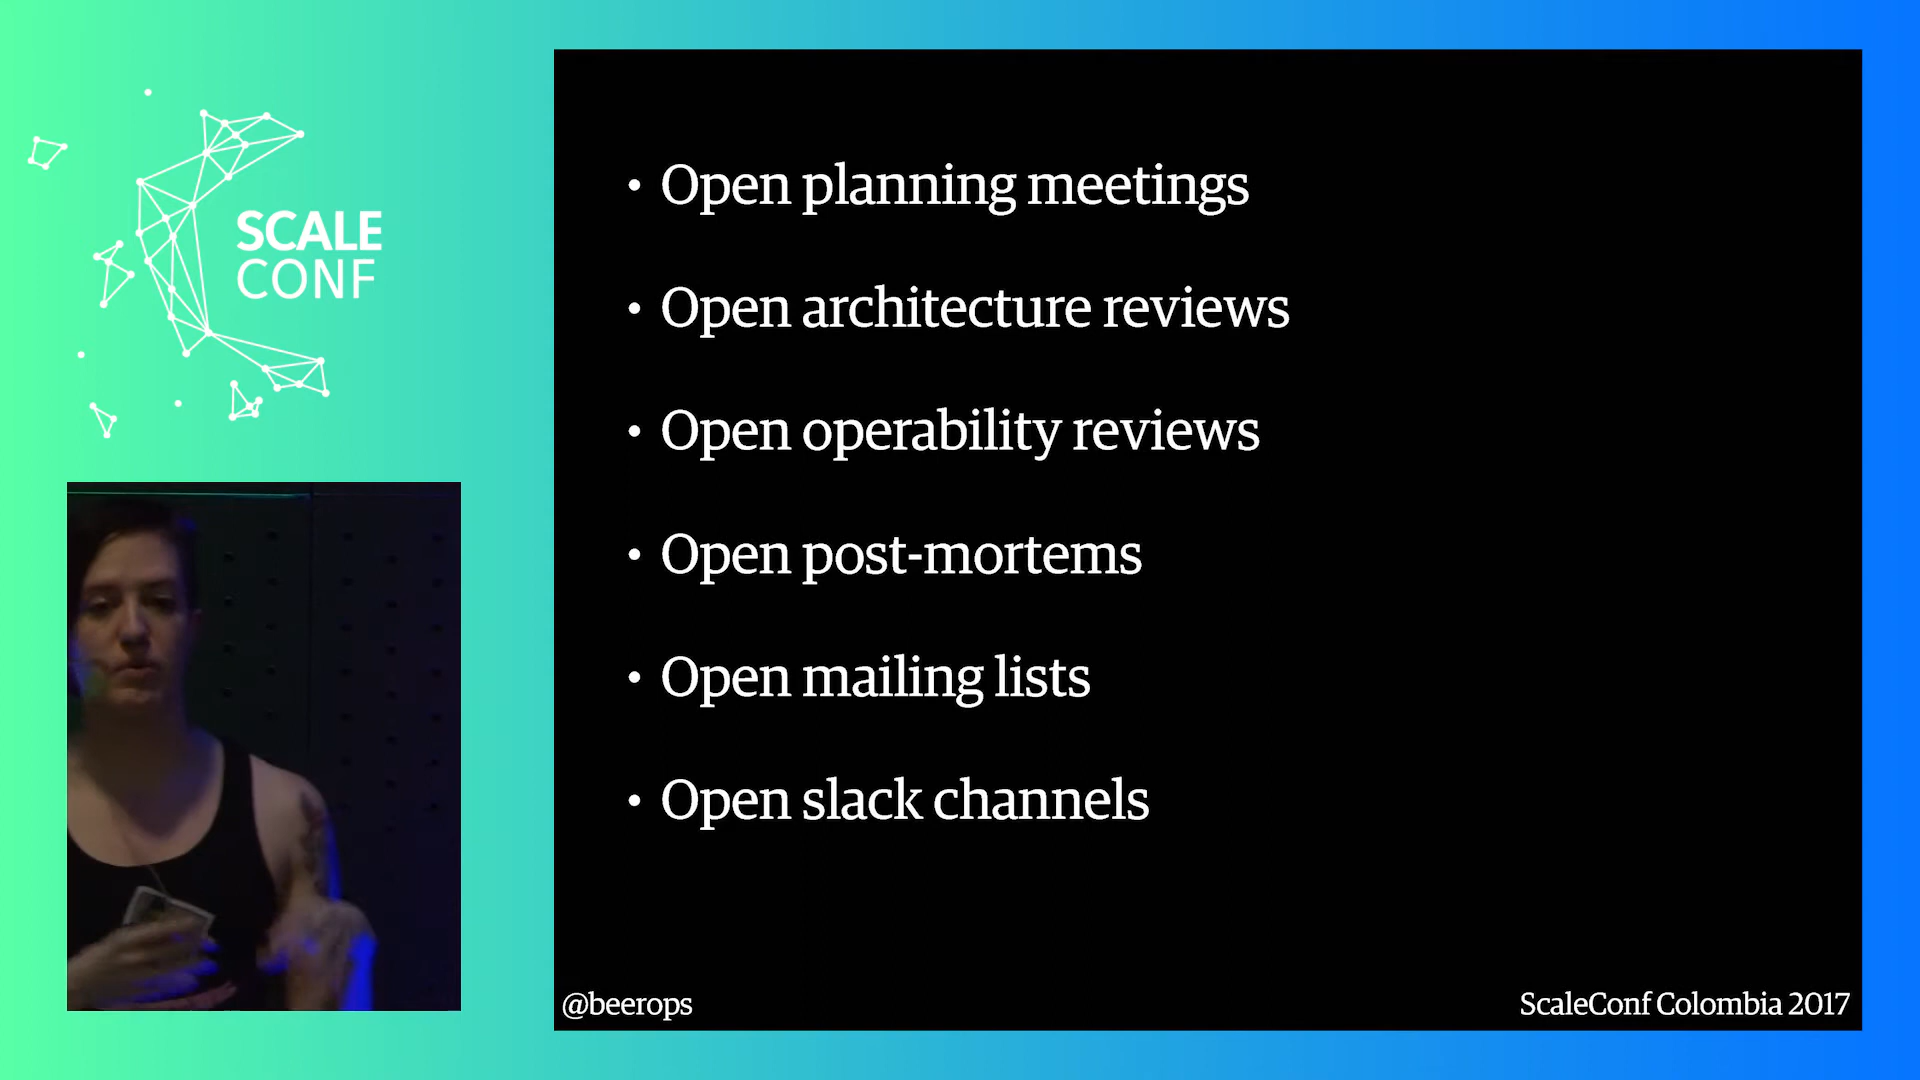 SCALE
CONF
• Open planning meetings
• Open architecture reviews
• Open operability reviews
• Open post-mortems
• Open mailing lists
• Open slack channels
@beerops
ScaleConf Colombia 2017